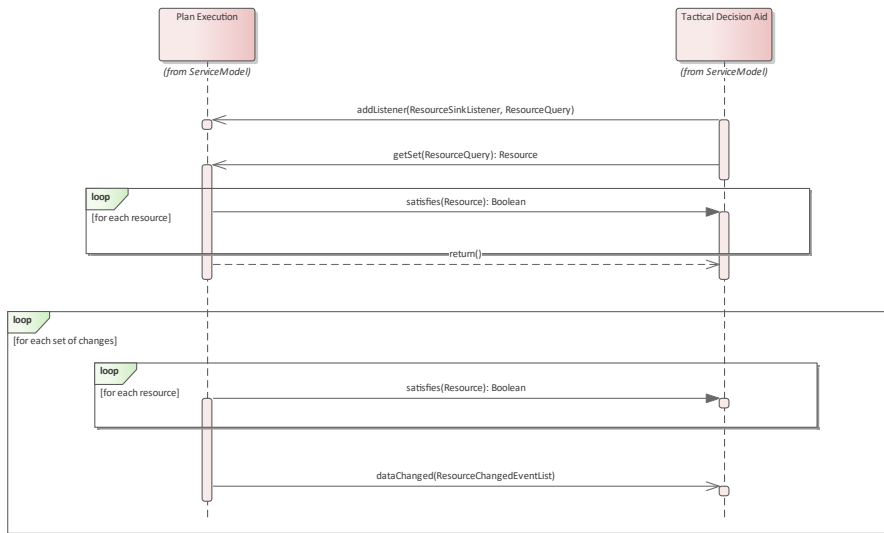 Plan Execution
Tactical Decision Aid
(from ServiceModel)
(from ServiceModel)
addListener(ResourceSinkListener, ResourceQuery)
getSet(ResourceQuery): Resource
loop
[for each resource]
satisfies(Resource): Boolean
return()
loop
[for each set of changes]
loop
[for each resource]
satisfies(Resource): Boolean
dataChanged(ResourceChangedEventList)